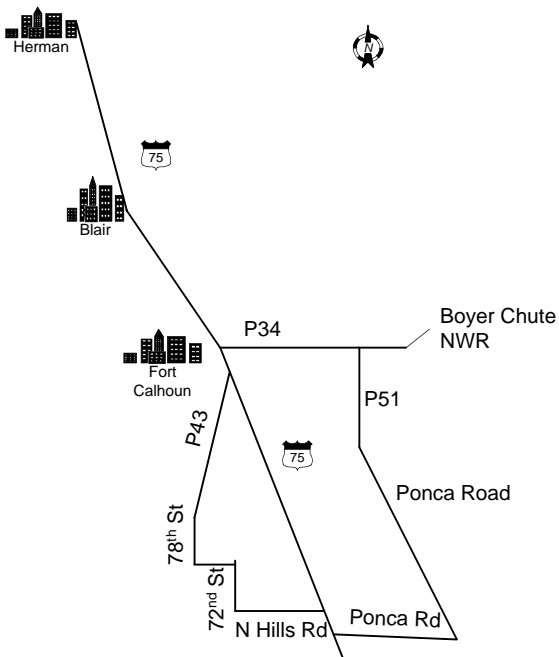 Herman
N
75
Blair
P34
Boyer Chute
NWR
Fort
Calhoun
P51
P43
75
Ponca Road
78th St
72nd St
Ponca Rd
N Hills Rd